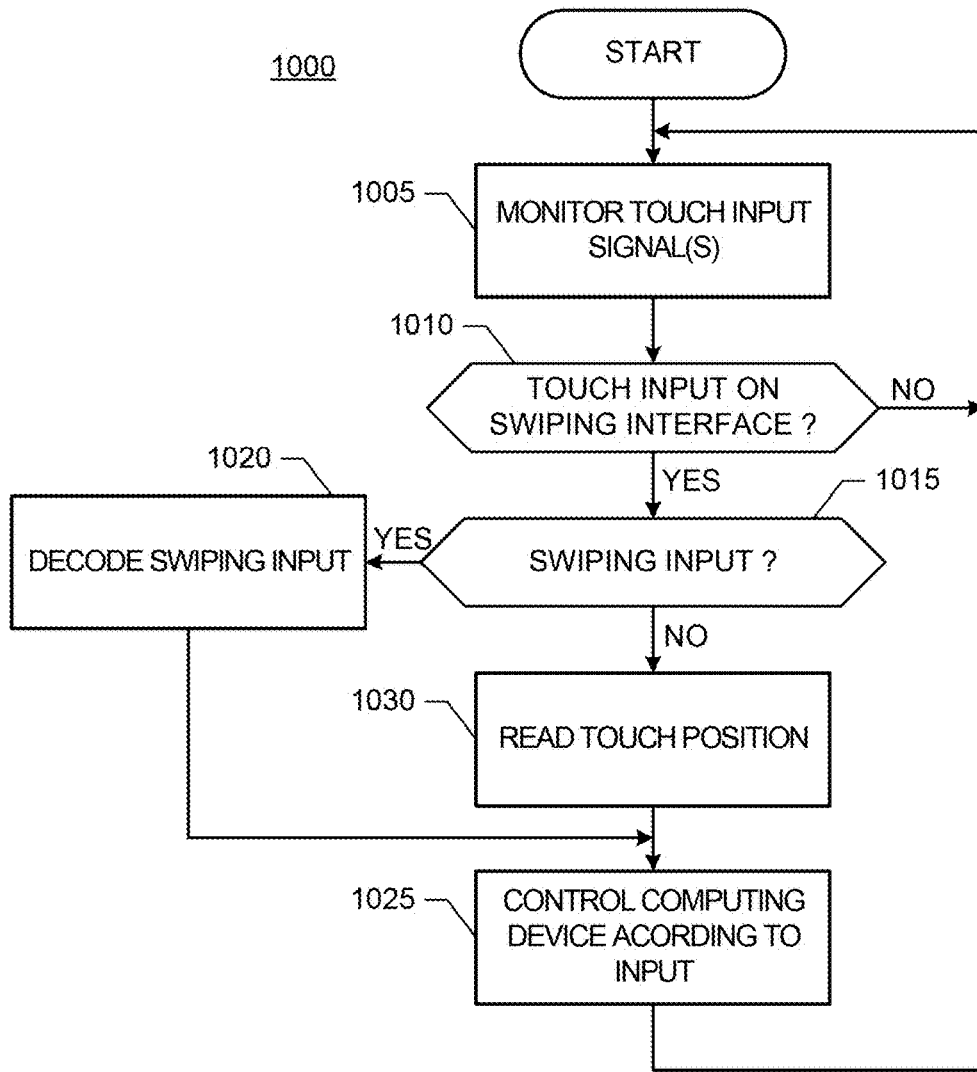 START
1000
1005
MONITOR TOUCH INPUT
SIGNAL(S)
1010
TOUCH INPUT ON
SWIPING INTERFACE ?
NO
YES
1015
1020
DECODE SWIPING INPUT
YES
SWIPING INPUT ?
NO
1030
READ TOUCH POSITION
1025
CONTROL COMPUTING
DEVICE ACORDING TO
INPUT